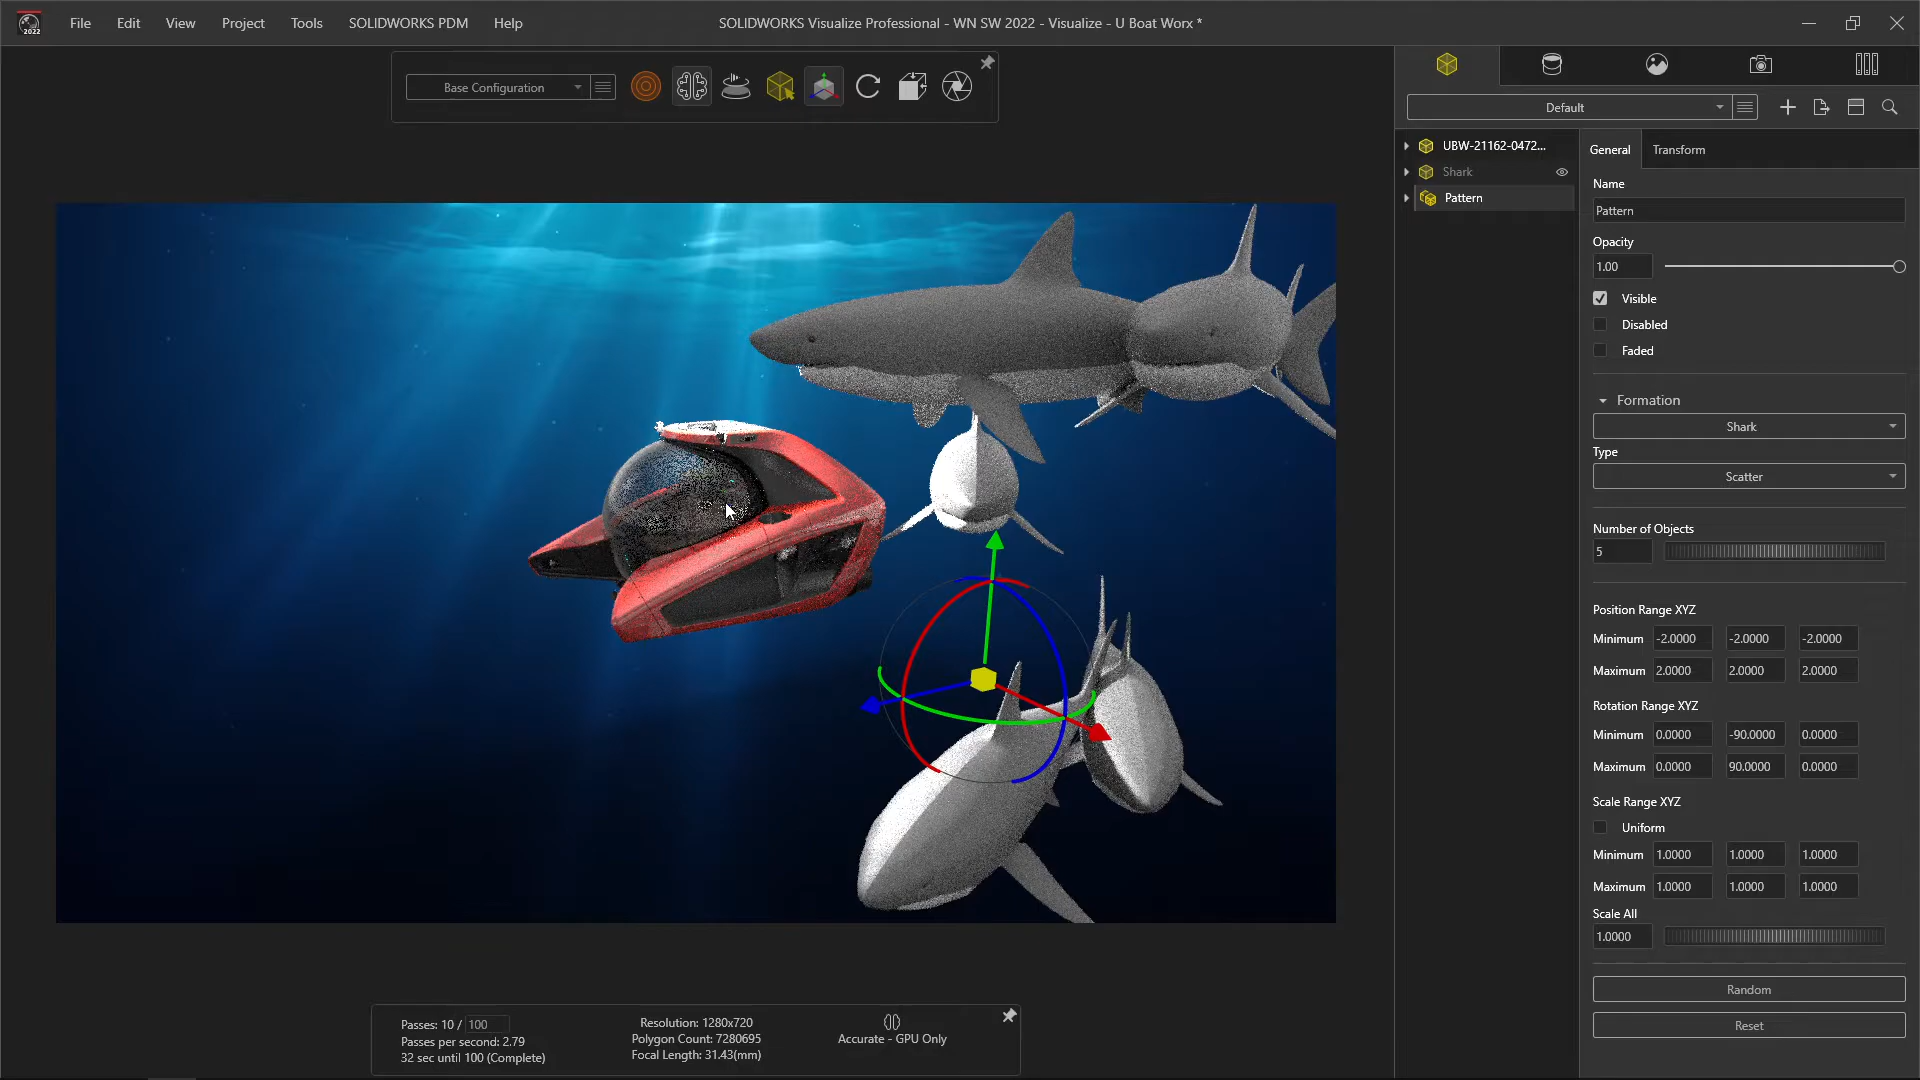 2022
File Edit View Project Tools SOLIDWORKS PDM Help
SOLIDWORKS Visualize Professional - WN SW 2022 - Visualize - U Boat Worx *
Base Configuration
Default
UBW-21162-0472...
Shark
Pattern
General Transform
Name
Pattern
Opacity
1.00
Visible
Disabled
Faded
Formation
Shark
Type
Scatter
Number of Objects
5
Position Range XYZ
Minimum -2.0000 -2.0000 -2.0000
Maximum 2.0000 2.0000 2.0000
Rotation Range XYZ
Minimum 0.0000 -90.0000 0.0000
Maximum 0.0000 90.0000 0.0000
Scale Range XYZ
Uniform
Minimum 1.0000 1.0000 1.0000
Maximum 1.0000 1.0000 1.0000
Scale All
1.0000
Random
Reset
Passes: 10 / 100
Passes per second: 2.79
32 sec until 100 (Complete)
Resolution: 1280x720
Polygon Count: 7280695
Focal Length: 31.43(mm)
Accurate - GPU Only